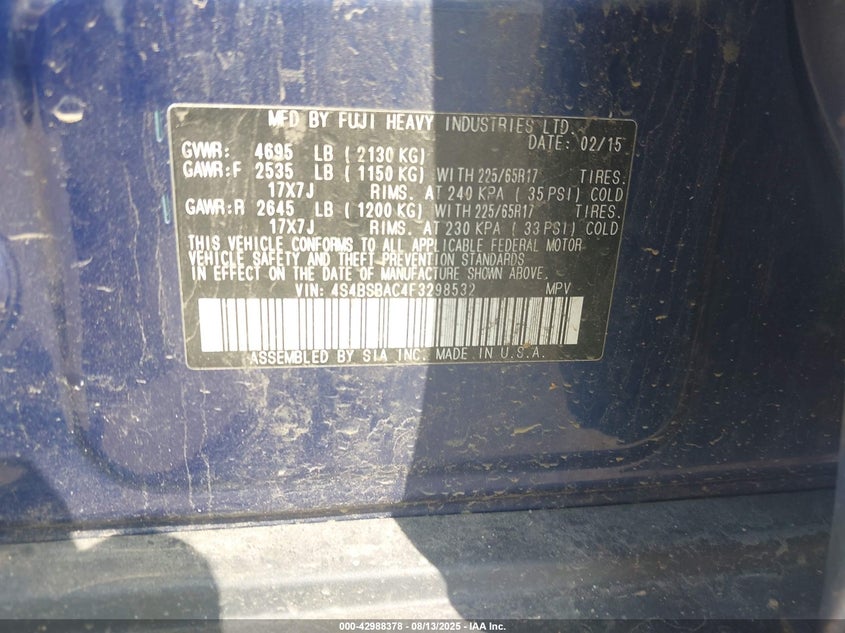 MFD BY FUJI HEAVY INDUSTRIES LTD.
DATE: 02/15
GVWR: 4695 LB ( 2130 KG)
GAWR:F 2535 LB ( 1150 KG) WITH 225/65R17 TIRES.
17X7J RIMS. AT 240 KPA ( 35 PSI) COLD
GAWR:R 2645 LB ( 1200 KG) WITH 225/65R17 TIRES.
17X7J RIMS. AT 230 KPA ( 33 PSI) COLD
THIS VEHICLE CONFORMS TO ALL APPLICABLE FEDERAL MOTOR
VEHICLE SAFETY AND THEFT PREVENTION STANDARDS
IN EFFECT ON THE DATE OF MANUFACTURE SHOWN ABOVE.
VIN: 4S4BSBAC4F3298532 MPV
ASSEMBLED BY SIA INC. MADE IN U.S.A.
000-42988378 - 08/13/2025 - IAA Inc.